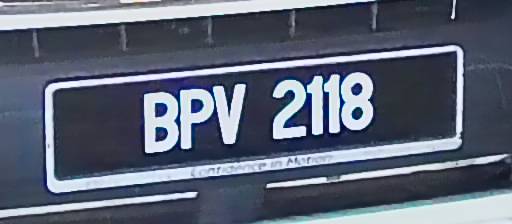 BPV 2118
Confidence in Motion